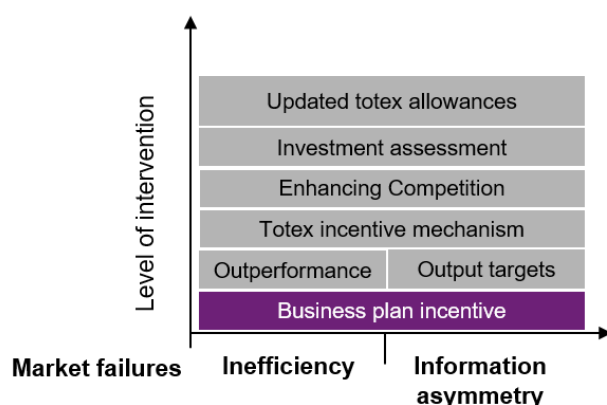 Level of intervention
Updated totex allowances
Investment assessment
Enhancing Competition
Totex incentive mechanism
Outperformance
Output targets
Business plan incentive
Market failures
Inefficiency
Information
asymmetry